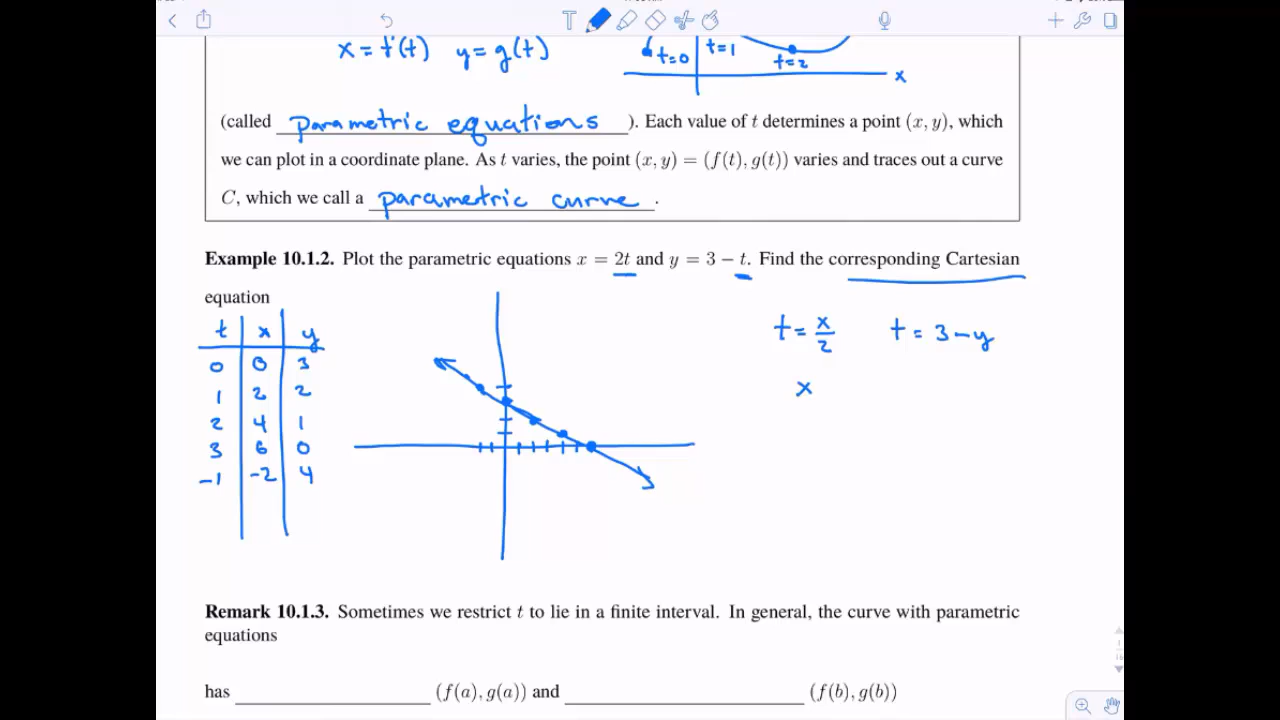 x = f(t) y = g(t)
t=0 t=1 t=2 x
(called parametric equations ). Each value of t determines a point (x, y), which
we can plot in a coordinate plane. As t varies, the point (x, y) = (f(t), g(t)) varies and traces out a curve
C, which we call a parametric curve .
Example 10.1.2. Plot the parametric equations x = 2t and y = 3 − t. Find the corresponding Cartesian
equation
t x y
0 0 3
1 2 2
2 4 1
3 6 0
-1 -2 4
t = x/2 t = 3 - y
x
Remark 10.1.3. Sometimes we restrict t to lie in a finite interval. In general, the curve with parametric
equations
has (f(a), g(a)) and (f(b), g(b))